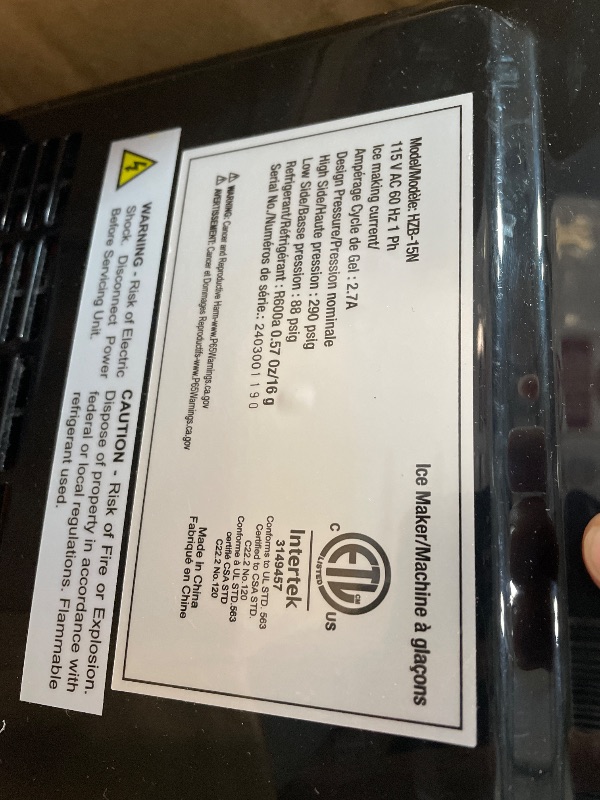 Ice Maker/Machine à glaçons
Model/Modèle: HZB-15N
115 V AC 60 Hz 1 Ph
Ice making current/
Ampérage Cycle de Gel : 2.7A
Design Pressure/Pression nominale
High Side/Haute pression : 290 psig
Low Side/Basse pression : 88 psig
Refrigerant/Réfrigérant : R600a 0.57 Oz/16 g
Serial No./Numéros de série.: 2403001190
WARNING: Cancer and Reproductive Harm-www.P65Warnings.ca.gov
AVERTISSEMENT: Cancer et Dommages Reproductifs-www.P65Warnings.ca.gov
ETL
CM
LISTED
C US
Intertek
3149457
Conforms to UL STD. 563
Certified to CSA STD.
C22.2 No.120
Conforme à UL STD.563
certifié CSA STD
C22.2 No.120
Made in China
Fabriqué en Chine
WARNING - Risk of Electric
Shock. Disconnect Power
Before Servicing Unit.
CAUTION - Risk of Fire or Explosion.
Dispose of property in accordance with
federal or local regulations. Flammable
refrigerant used.